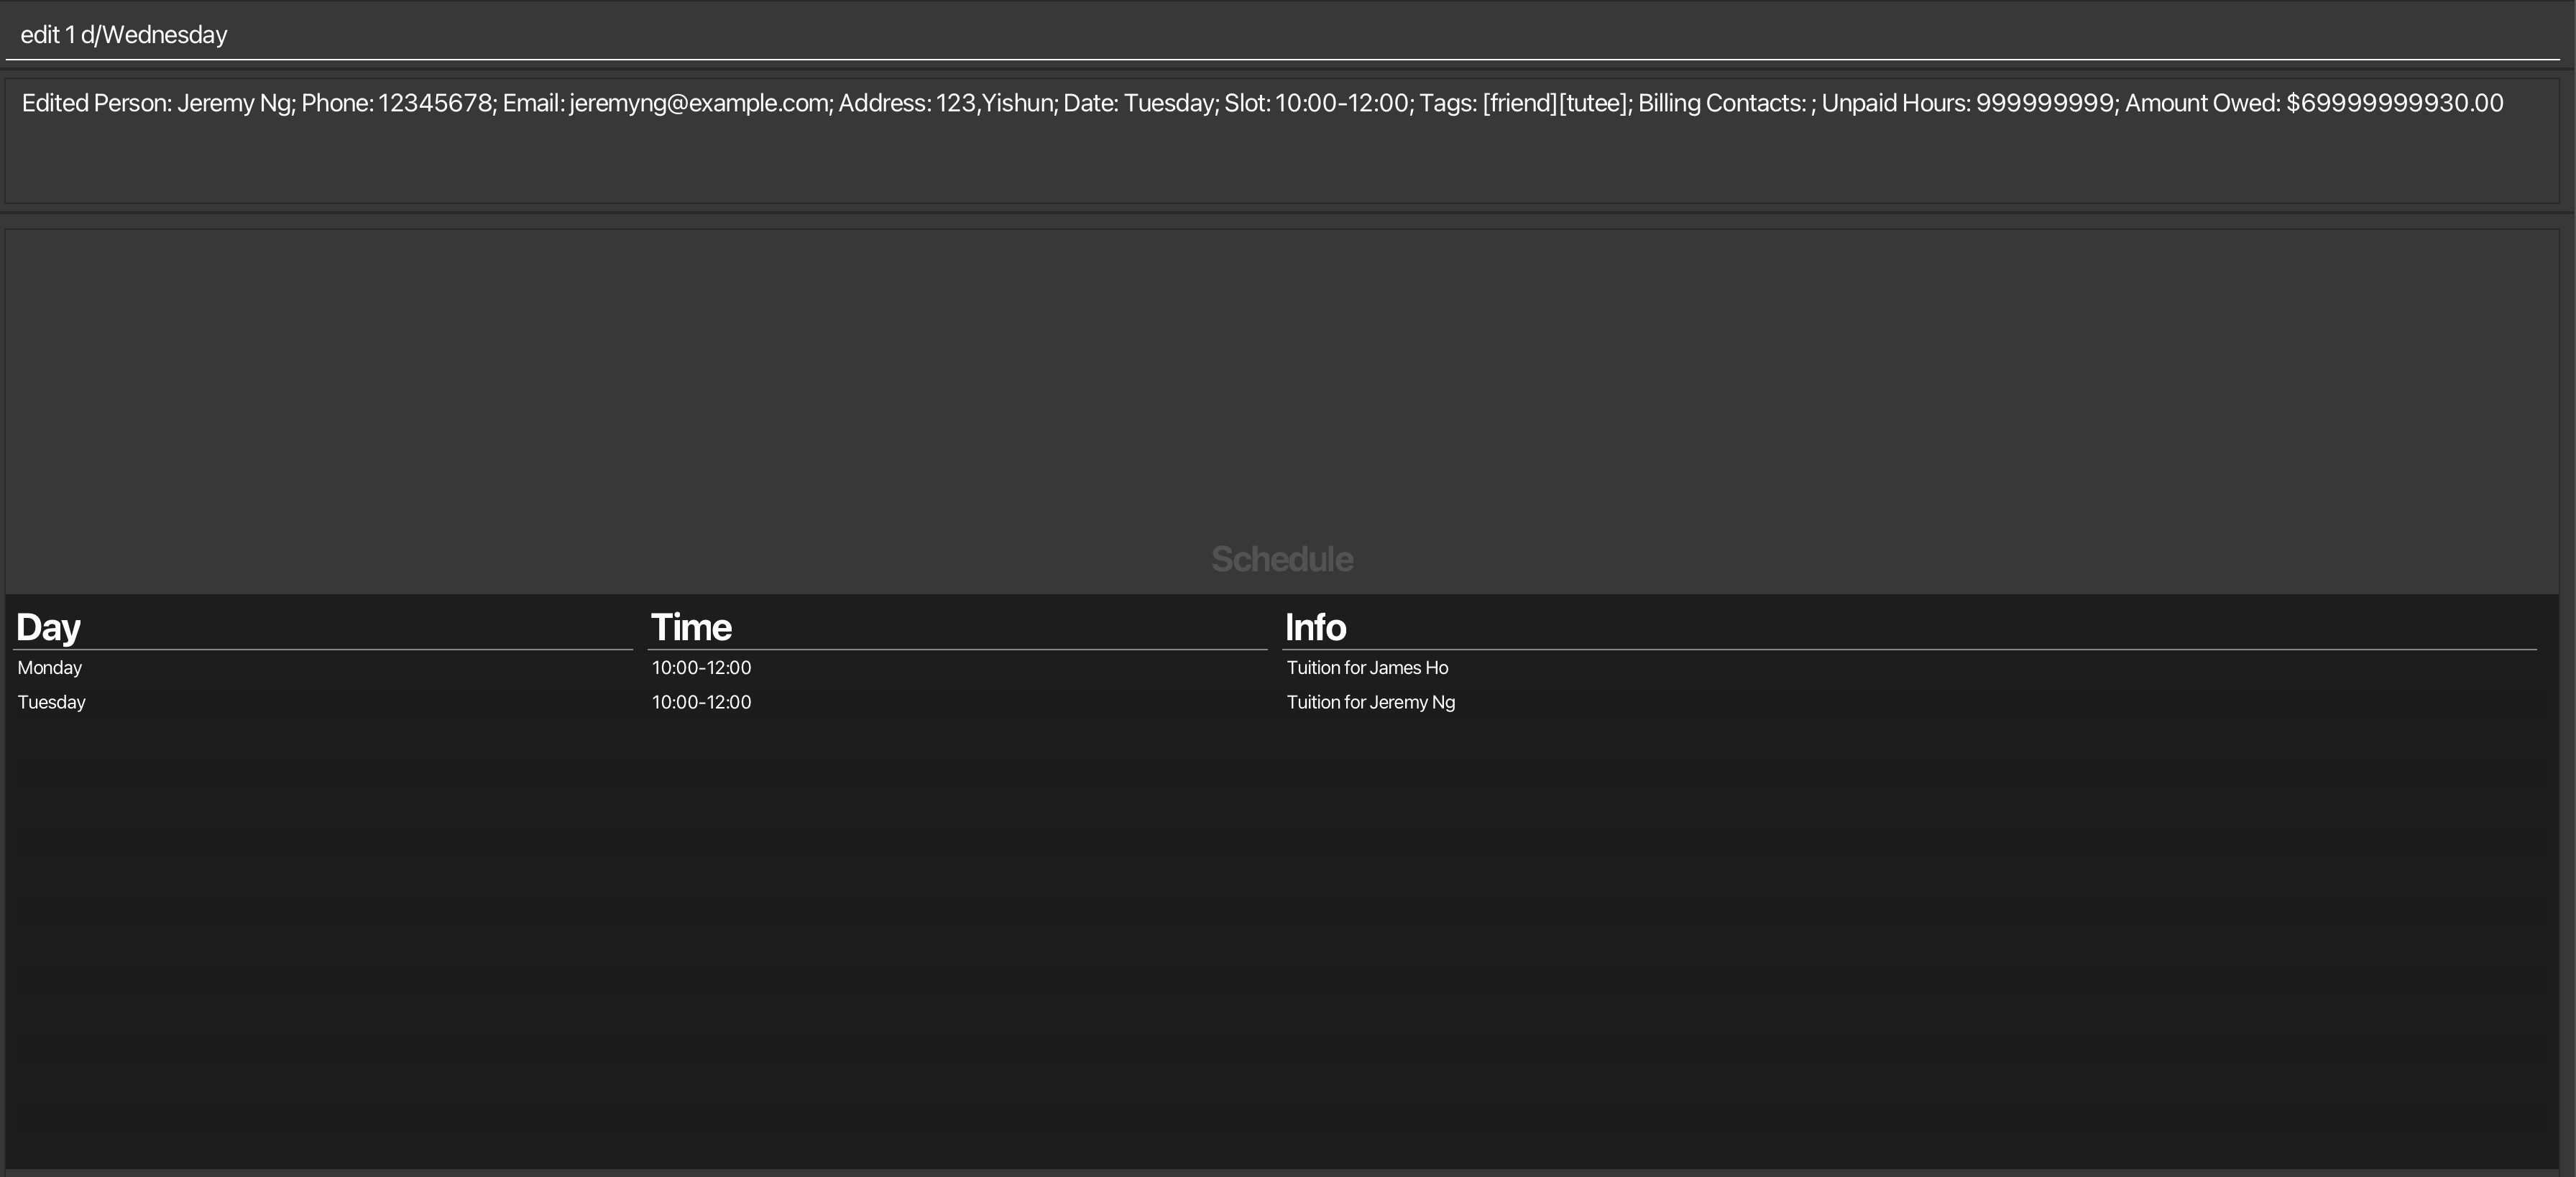 edit 1 d/Wednesday
Edited Person: Jeremy Ng; Phone: 12345678; Email: jeremyng@example.com; Address: 123,Yishun; Date: Tuesday; Slot: 10:00-12:00; Tags: [friend][tutee]; Billing Contacts: ; Unpaid Hours: 999999999; Amount Owed: $69999999930.00
Schedule
Day Time Info
Monday 10:00-12:00 Tuition for James Ho
Tuesday 10:00-12:00 Tuition for Jeremy Ng